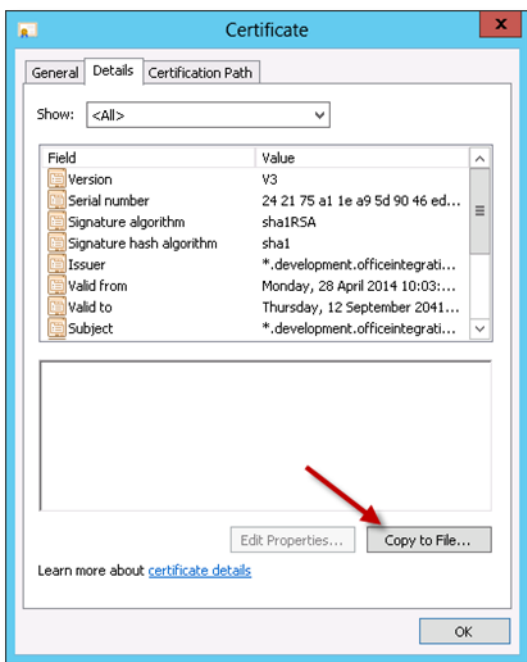 Certificate
x
General Details Certification Path
Show: <All>
Field Value
Version V3
Serial number 24 21 75 a1 1e a9 5d 90 46 ed...
Signature algorithm sha1RSA
Signature hash algorithm sha1
Issuer *.development.officeintegrati...
Valid from Monday, 28 April 2014 10:03:...
Valid to Thursday, 12 September 2041...
Subject *.development.officeintegrati...
Edit Properties... Copy to File...
Learn more about certificate details
OK